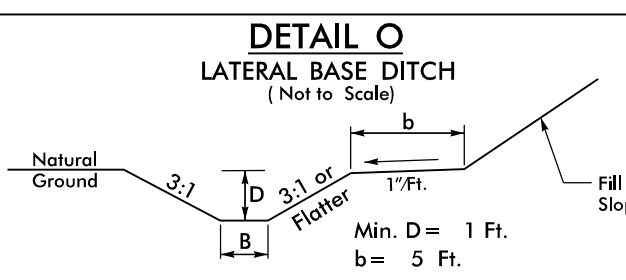 DETAIL O
LATERAL BASE DITCH
( Not to Scale)
b
Natural
Ground
3:1
D
3:1 or
Flatter
1"/Ft.
Fill
B
Min. D = 1 Ft.
b = 5 Ft.